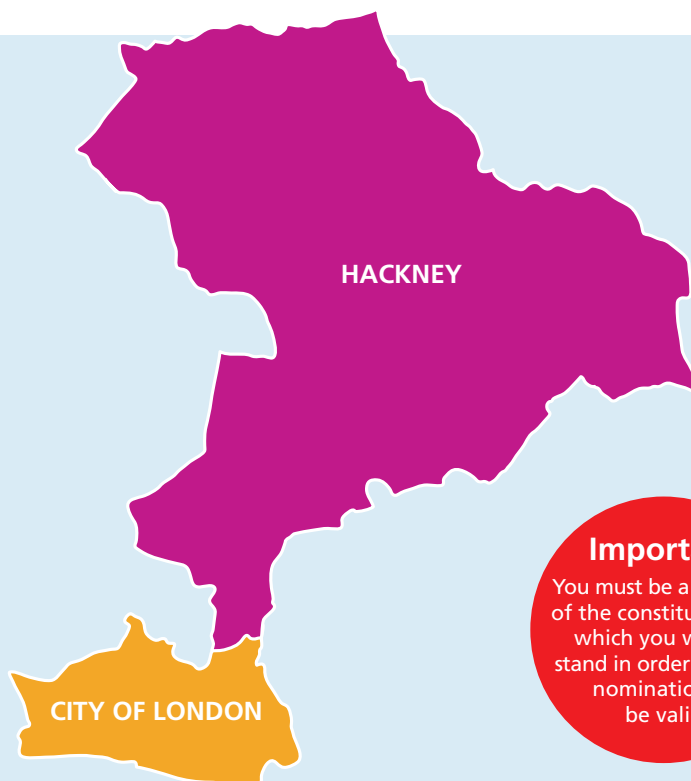 HACKNEY
Import
You must be a
of the constitu
which you w
stand in order
nominatio
be vali
CITY OF LONDON